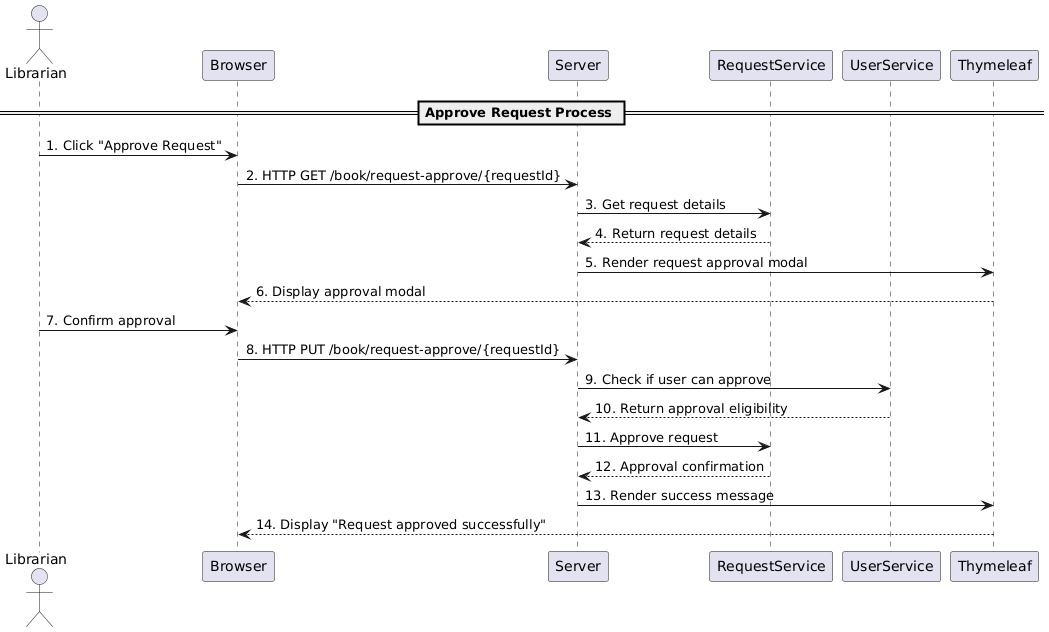 Librarian
Browser
Server
RequestService
UserService
Thymeleaf
Approve Request Process
1. Click "Approve Request"
2. HTTP GET /book/request-approve/{requestId}
3. Get request details
4. Return request details
5. Render request approval modal
6. Display approval modal
7. Confirm approval
8. HTTP PUT /book/request-approve/{requestId}
9. Check if user can approve
10. Return approval eligibility
11. Approve request
12. Approval confirmation
13. Render success message
14. Display "Request approved successfully"
Librarian
Browser
Server
RequestService
UserService
Thymeleaf